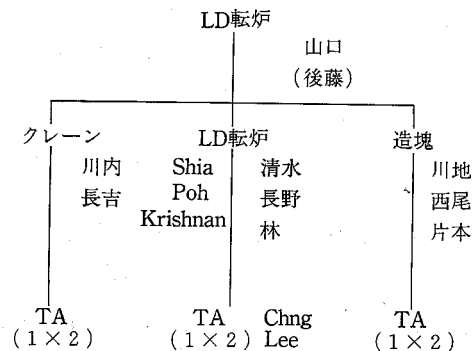 LD転炉
山口
(後藤)
クレーン
川内
長吉
LD転炉
Shia
Poh
Krishnan
清水
長野
林
造塊
川地
西尾
片本
TA
(1×2)
TA
(1×2)
Chng
Lee
TA
(1×2)